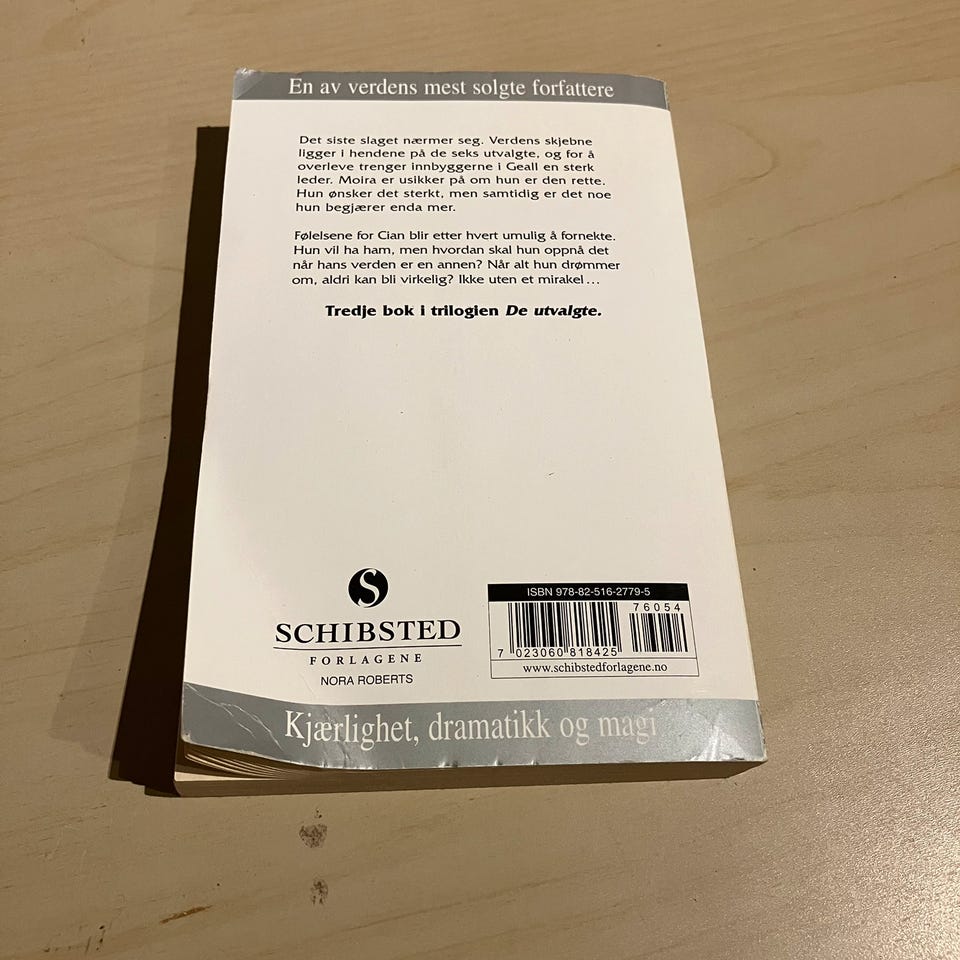 En av verdens mest solgte forfattere
Det siste slaget nærmer seg. Verdens skjebne
ligger i hendene på de seks utvalgte, og for å
overleve trenger innbyggerne i Geall en sterk
leder. Moira er usikker på om hun er den rette.
Hun ønsker det sterkt, men samtidig er det noe
hun begjærer enda mer.
Følelsene for Cian blir etter hvert umulig å fornekte.
Hun vil ha ham, men hvordan skal hun oppnå det
når hans verden er en annen? Når alt hun drømmer
om, aldri kan bli virkelig? Ikke uten et mirakel...
Tredje bok i trilogien De utvalgte.
S
SCHIBSTED
FORLAGENE
NORA ROBERTS
ISBN 978-82-516-2779-5
76054
7 023060 818425
www.schibstedforlagene.no
Kjærlighet, dramatikk og magi